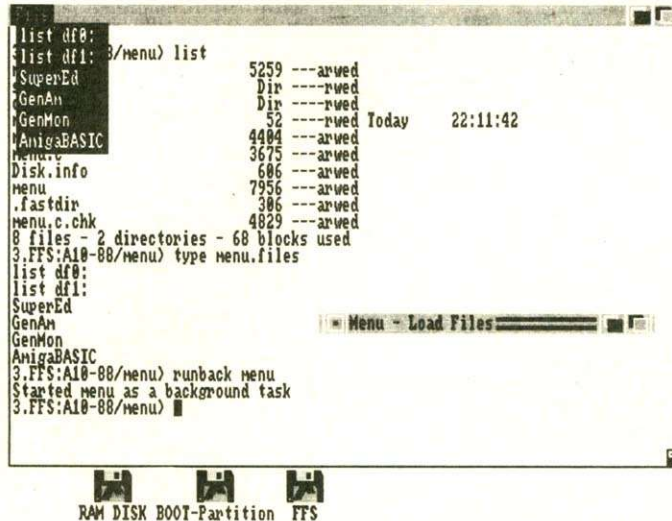 list df0:
list df1:
SuperEd
GenAm
GenMon
AmigaBASIC
/menu) list
5259 ---arwed
Dir ----rwed
Dir ----rwed
52 ----rwed Today 22:11:42
4404 ---arwed
menu.c 3675 ---arwed
Disk.info 606 ---arwed
menu 7956 ---arwed
.fastdir 306 ---arwed
menu.c.chk 4829 ---arwed
8 files - 2 directories - 68 blocks used
3.FFS:A10-88/menu) type menu.files
list df0:
list df1:
SuperEd
GenAm
GenMon
AmigaBASIC
3.FFS:A10-88/menu) runback menu
Started menu as a background task
3.FFS:A10-88/menu)
Menu - Load Files
RAM DISK BOOT-Partition FFS